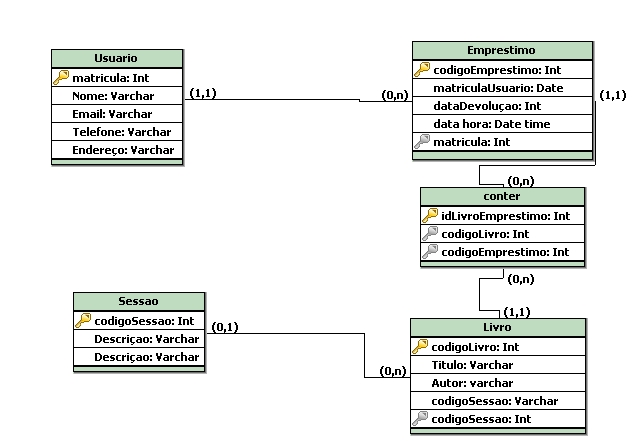 Usuario
matricula: Int
Nome: Varchar
Email: Varchar
Telefone: Varchar
Endereço: Varchar
(1,1)
(0,n)
Emprestimo
codigoEmprestimo: Int
matriculaUsuario: Date
dataDevoluçao: Int
data hora: Date time
matricula: Int
(1,1)
(0,n)
conter
idLivroEmprestimo: Int
codigoLivro: Int
codigoEmprestimo: Int
(0,n)
(1,1)
Sessao
codigoSessao: Int
Descriçao: Varchar
Descriçao: Varchar
(0,1)
(0,n)
Livro
codigoLivro: Int
Titulo: Varchar
Autor: varchar
codigoSessao: Varchar
codigoSessao: Int